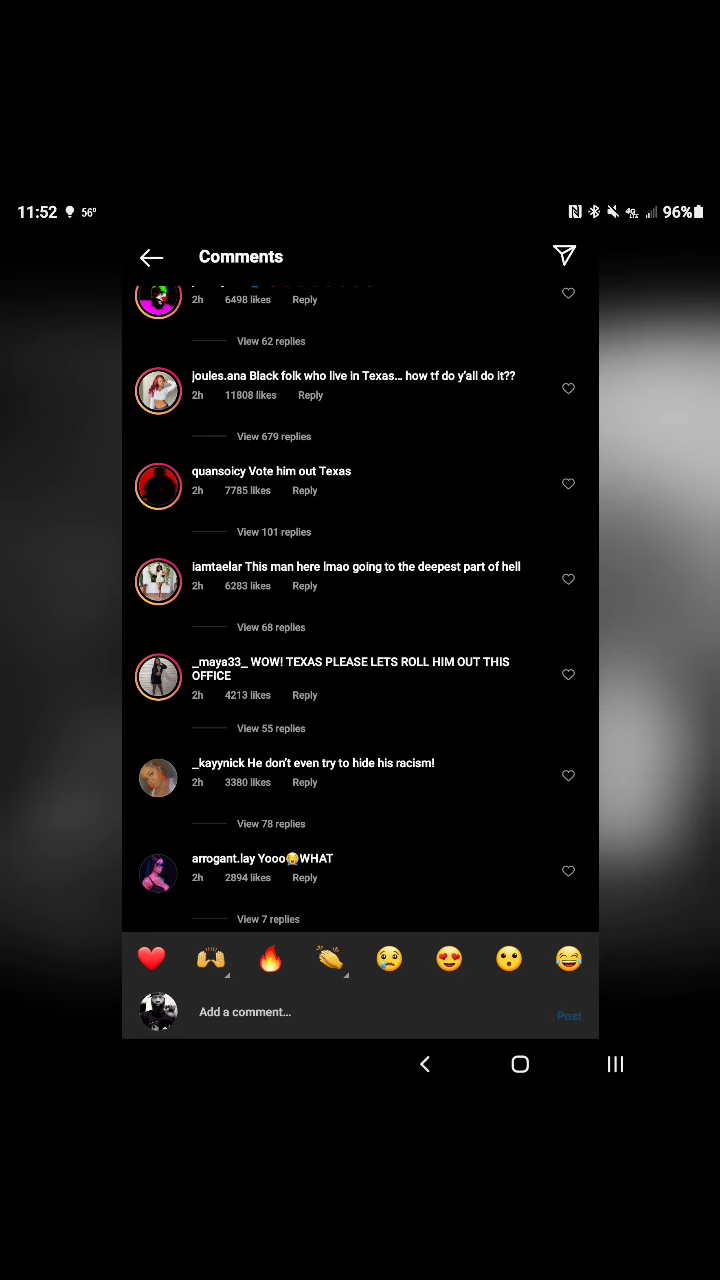 11:52 56° 4G LTE 96%
Comments
2h 6498 likes Reply
View 62 replies
joules.ana Black folk who live in Texas... how tf do y'all do it??
2h 11808 likes Reply
View 679 replies
quansoicy Vote him out Texas
2h 7785 likes Reply
View 101 replies
iamtaelar This man here lmao going to the deepest part of hell
2h 6283 likes Reply
View 68 replies
_maya33_ WOW! TEXAS PLEASE LETS ROLL HIM OUT THIS
OFFICE
2h 4213 likes Reply
View 55 replies
_kayynick He don't even try to hide his racism!
2h 3380 likes Reply
View 78 replies
arrogant.lay Yooo😭WHAT
2h 2894 likes Reply
View 7 replies
❤️ 🙌 🔥 👏 😢 😍 😮 😂
Add a comment... Post